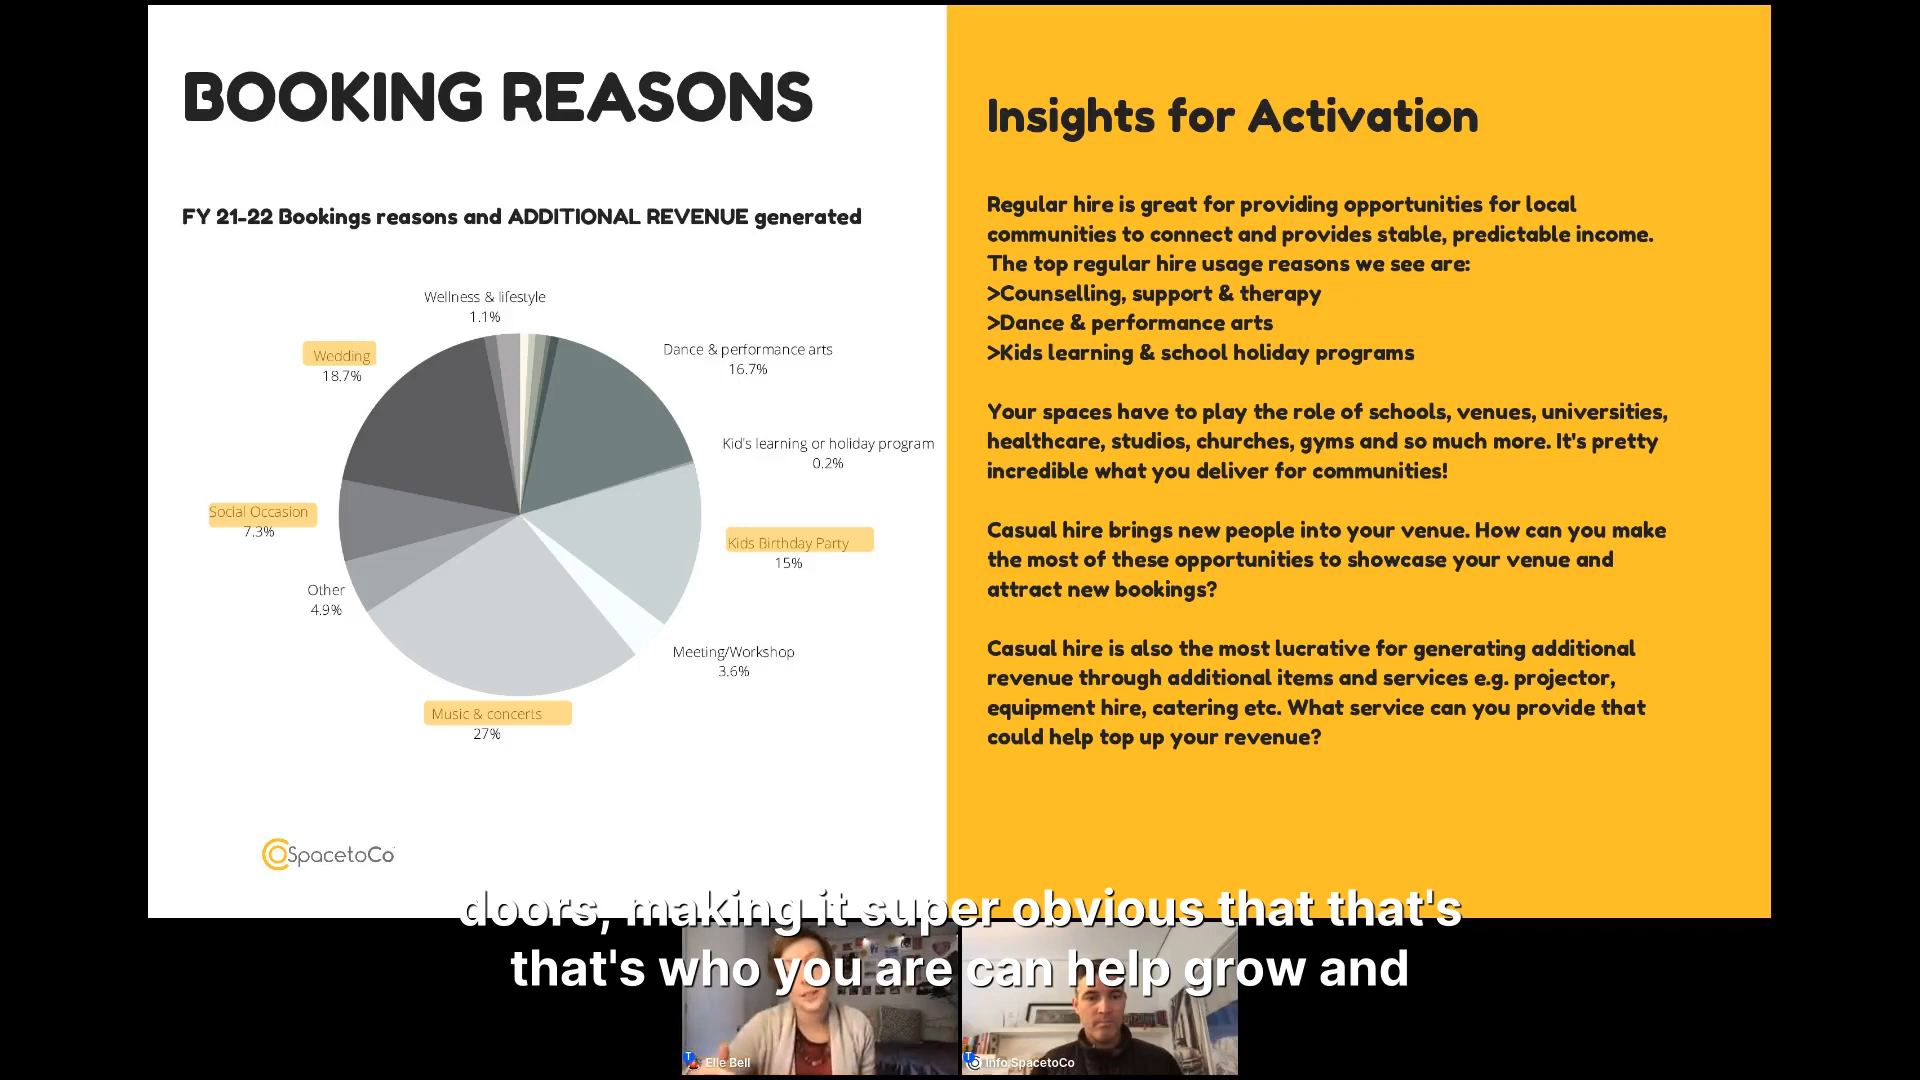 BOOKING REASONS
FY 21-22 Bookings reasons and ADDITIONAL REVENUE generated
Wellness & lifestyle
1.1%
Wedding
18.7%
Dance & performance arts
16.7%
Kid's learning or holiday program
0.2%
Social Occasion
7.3%
Kids Birthday Party
15%
Other
4.9%
Meeting/Workshop
3.6%
Music & concerts
27%
SpacetoCo
Insights for Activation
Regular hire is great for providing opportunities for local
communities to connect and provides stable, predictable income.
The top regular hire usage reasons we see are:
>Counselling, support & therapy
>Dance & performance arts
>Kids learning & school holiday programs
Your spaces have to play the role of schools, venues, universities,
healthcare, studios, churches, gyms and so much more. It's pretty
incredible what you deliver for communities!
Casual hire brings new people into your venue. How can you make
the most of these opportunities to showcase your venue and
attract new bookings?
Casual hire is also the most lucrative for generating additional
revenue through additional items and services e.g. projector,
equipment hire, catering etc. What service can you provide that
could help top up your revenue?
doors, making it super obvious that that's
that's who you are can help grow and
Elle Bell
Info SpacetoCo